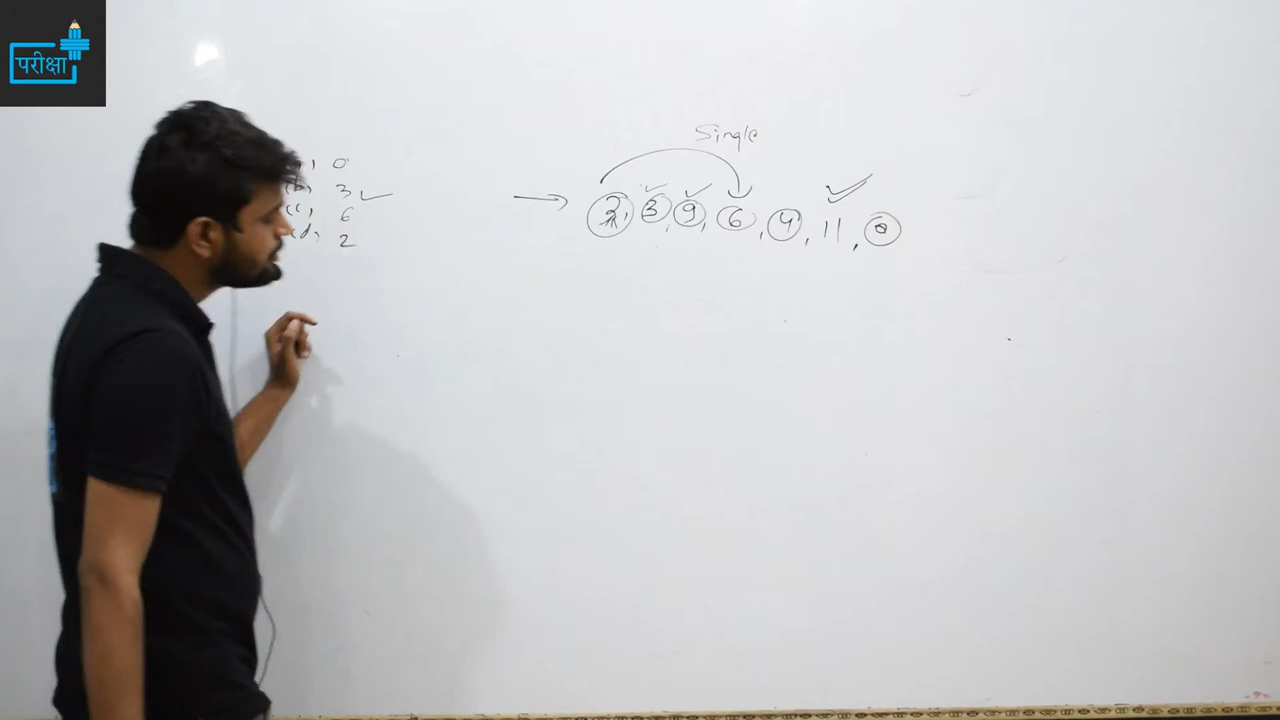 परीक्षा
Single
0
(b) 3
(c) 6
(d) 2
→ 2, 3, 9, 6, 4, 11, 0